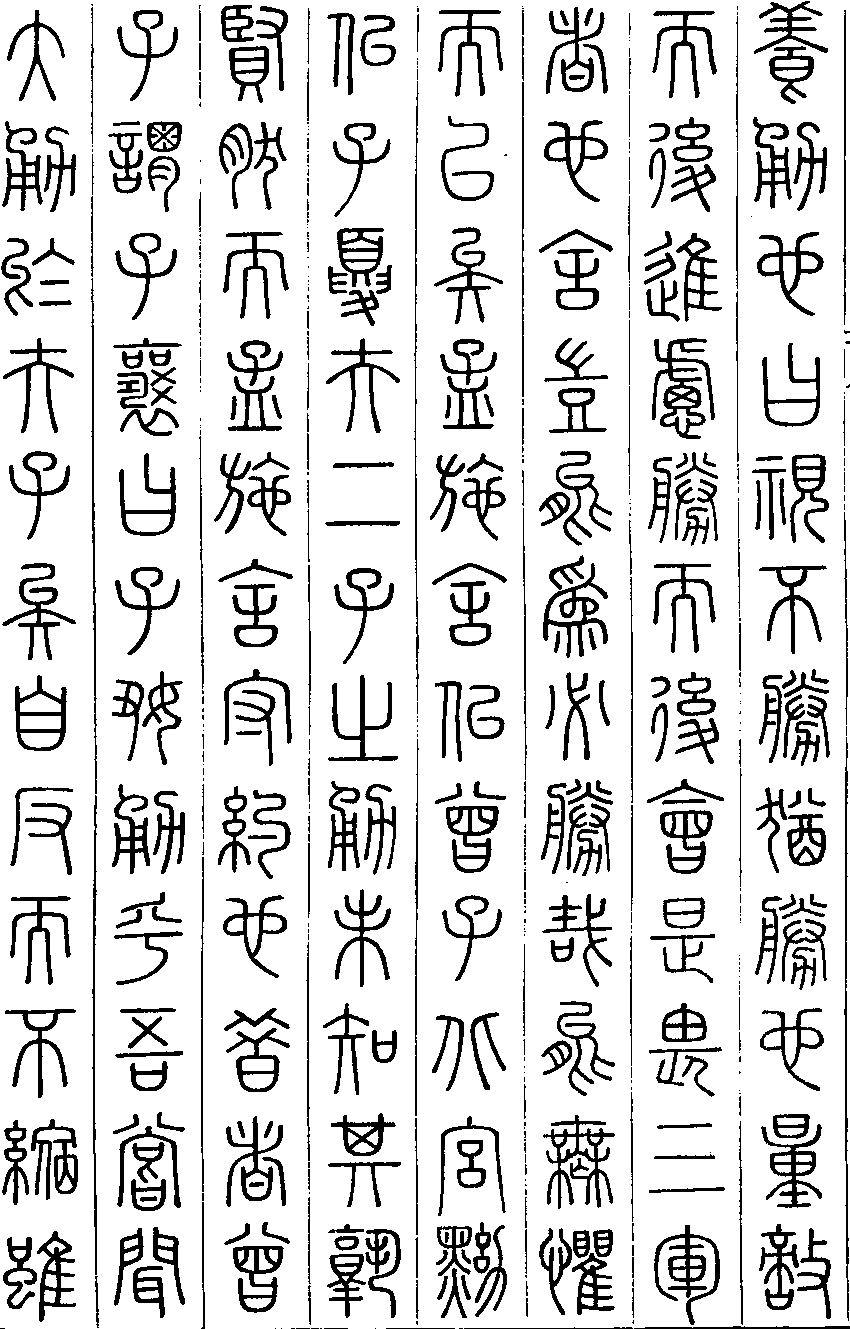 養勇也曰視不勝猶勝也量敵
而後進慮勝而後會是畏三軍
者也舍豈能爲必勝哉能無懼
而已矣孟施舍似曾子北宮黝
似子夏夫二子之勇未知其孰
賢然而孟施舍守約也昔者曾
子謂子襄曰子好勇乎吾嘗聞
大勇於夫子矣自反而不縮雖